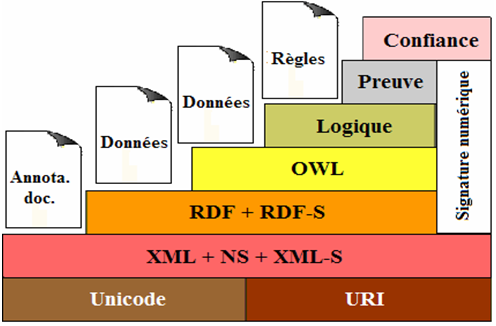 Règles
Confiance
Données
Preuve
Données
Logique
Annota.
doc.
OWL
Signature numérique
RDF + RDF-S
XML + NS + XML-S
Unicode
URI